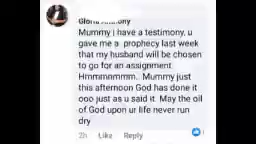 Gloria Anthony
Mummy i have a testimony. u
gave me a prophecy last week
that my husband will be chosen
to go for an assignment
Hmmmmmmm. Mummy just
this afternoon God has done it
ooo just as u said it. May the oil
of God upon ur life never run
dry
2h Like Reply